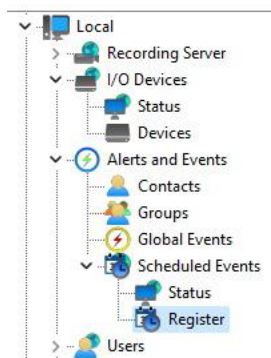 Local
Recording Server
I/O Devices
Status
Devices
Alerts and Events
Contacts
Groups
Global Events
Scheduled Events
Status
Register
Users